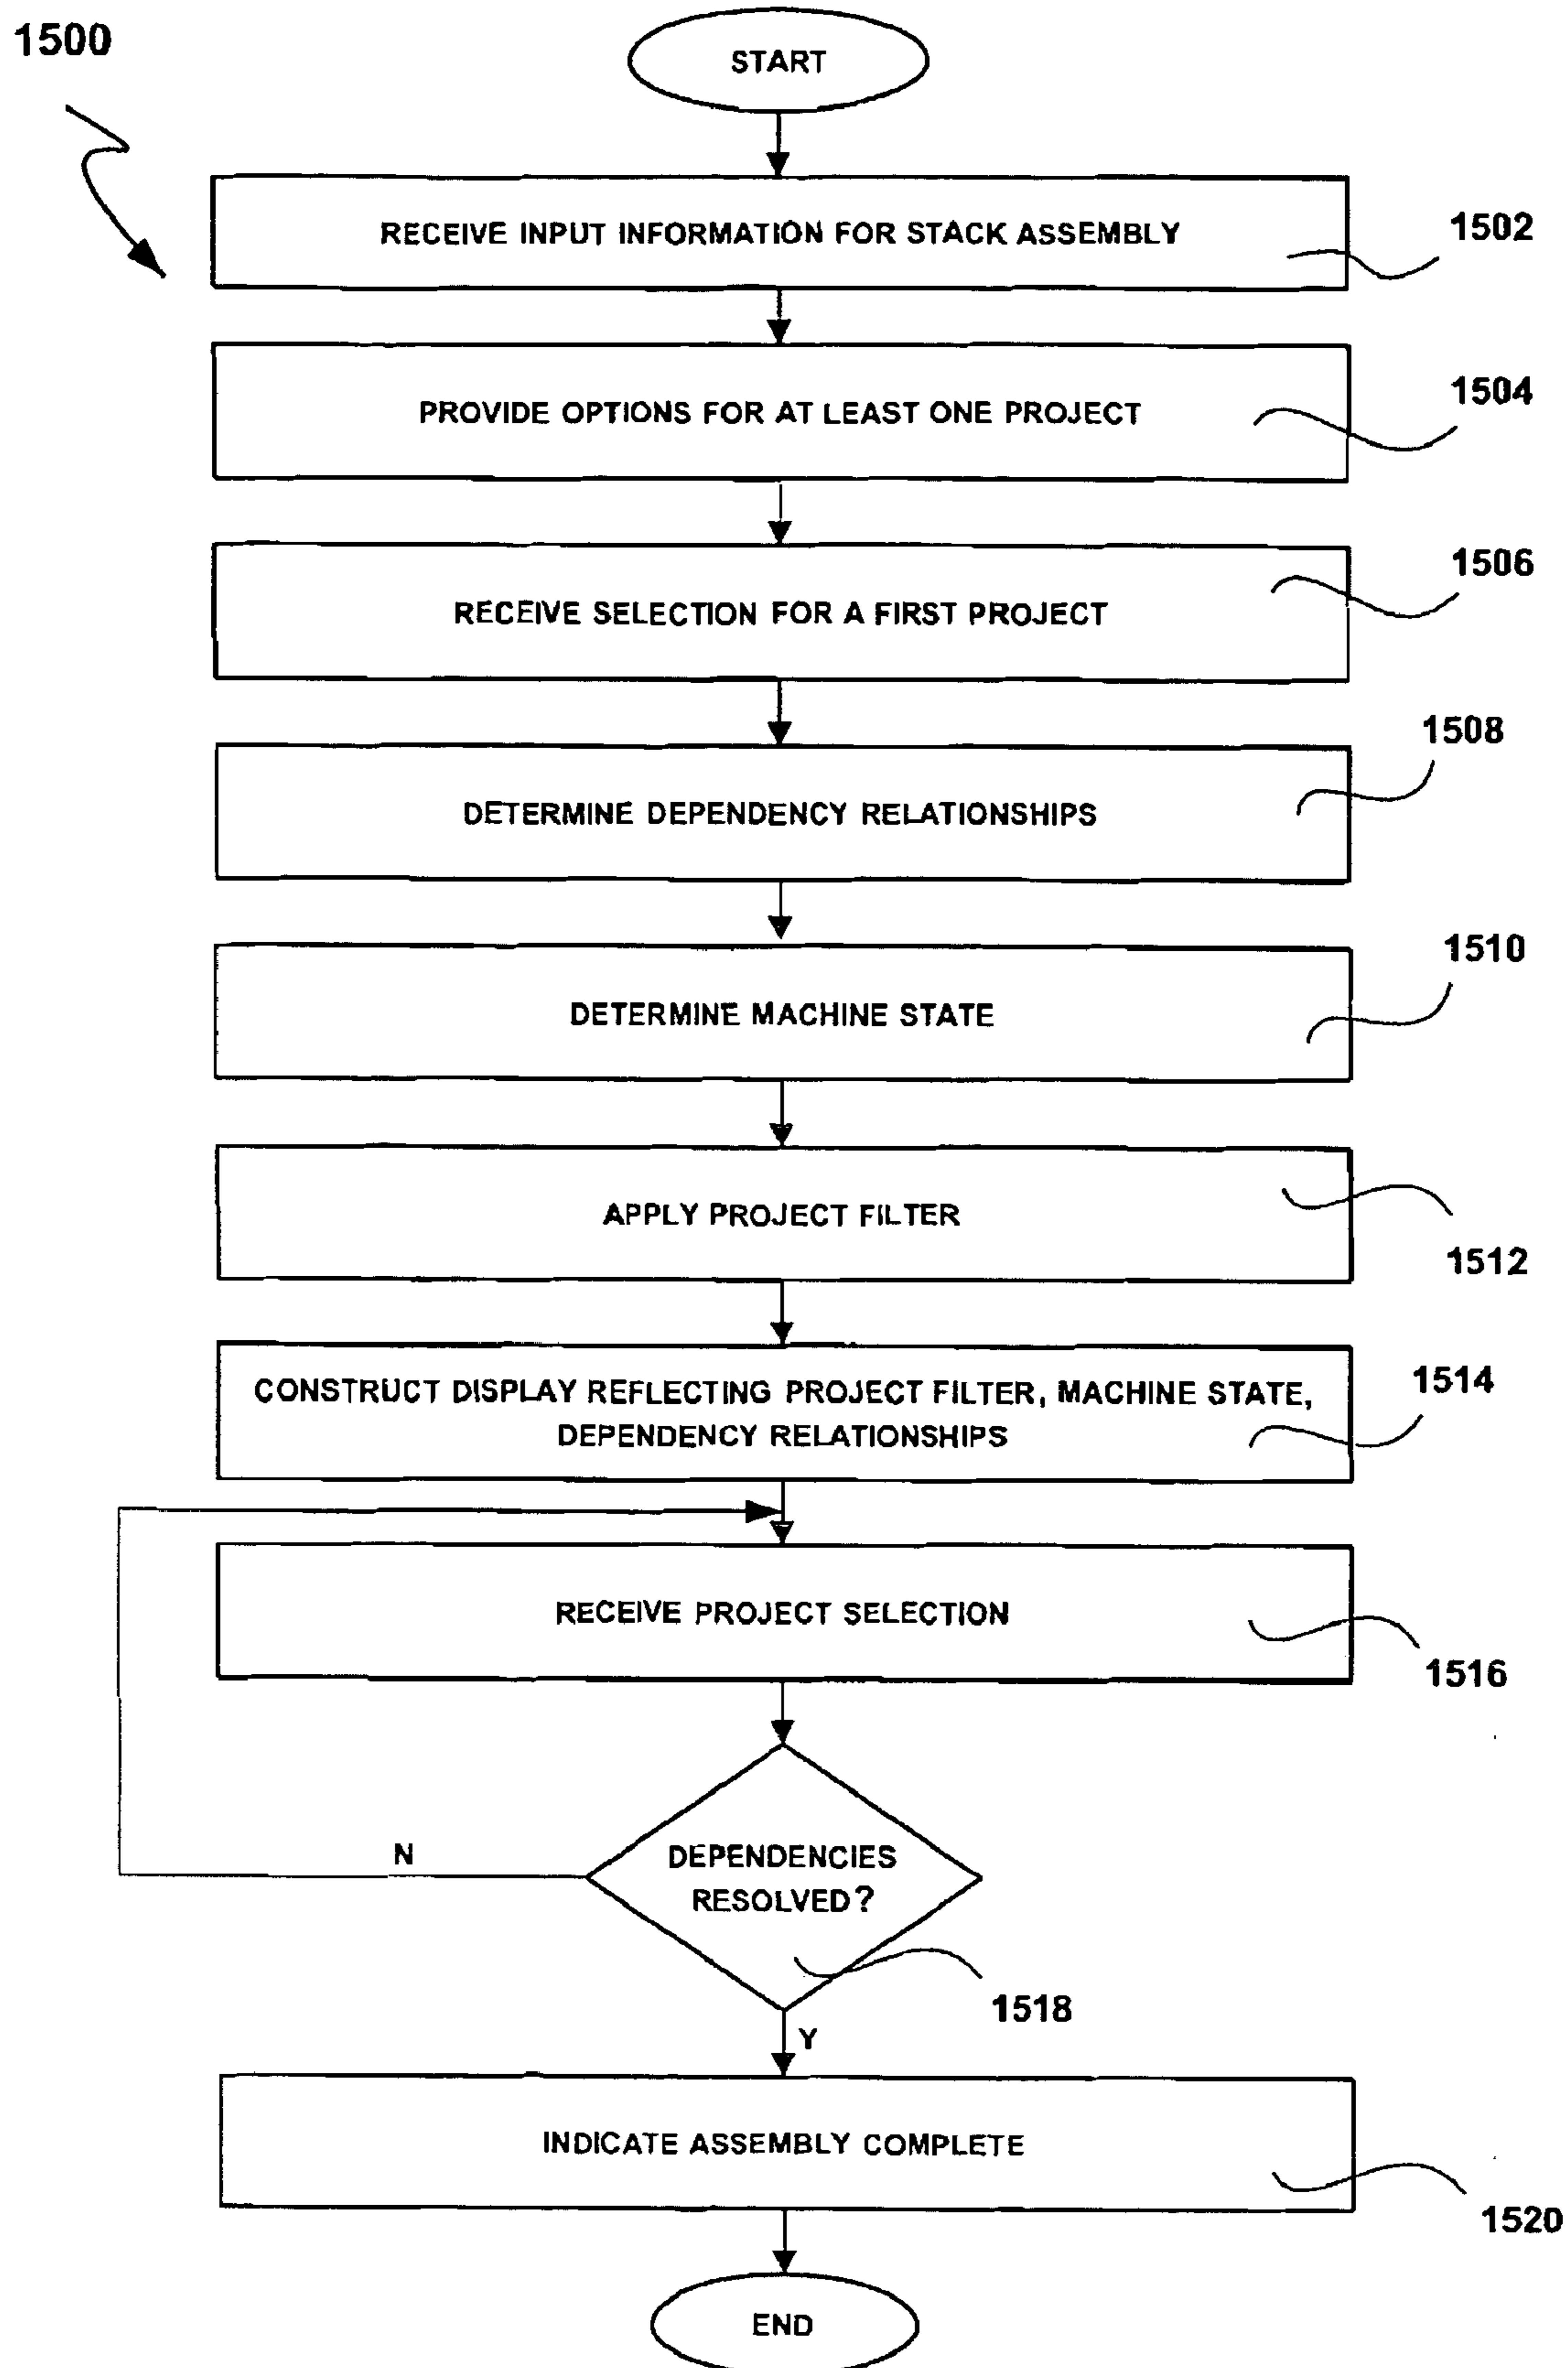 1500
START
RECEIVE INPUT INFORMATION FOR STACK ASSEMBLY
1502
PROVIDE OPTIONS FOR AT LEAST ONE PROJECT
1504
RECEIVE SELECTION FOR A FIRST PROJECT
1506
DETERMINE DEPENDENCY RELATIONSHIPS
1508
DETERMINE MACHINE STATE
1510
APPLY PROJECT FILTER
1512
CONSTRUCT DISPLAY REFLECTING PROJECT FILTER, MACHINE STATE,
DEPENDENCY RELATIONSHIPS
1514
RECEIVE PROJECT SELECTION
1516
N
DEPENDENCIES
RESOLVED?
1518
Y
INDICATE ASSEMBLY COMPLETE
1520
END